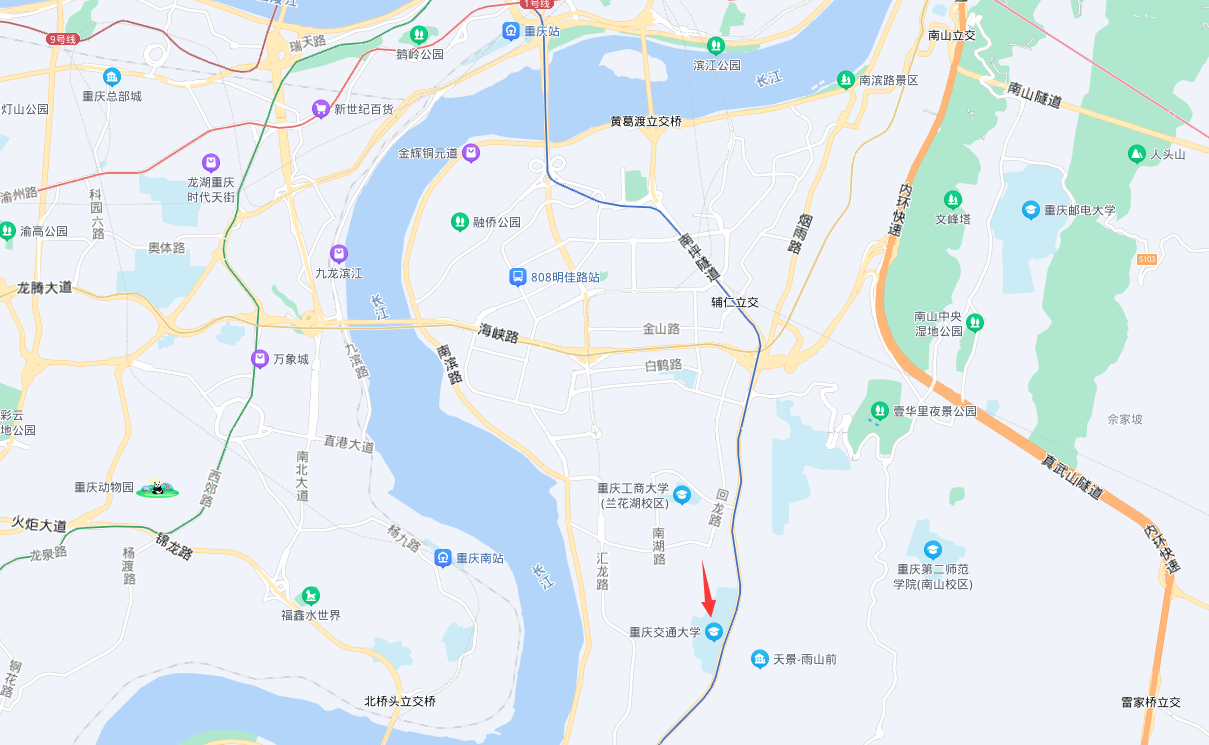 1号线
重庆站
9号线
瑞天路
鹅岭公园
滨江公园
南山立交
长江
南滨路景区
重庆总部城
灯山公园
新世纪百货
南山隧道
黄葛渡立交桥
金辉铜元道
人头山
龙湖重庆
时代天街
渝州路
科园六路
内环快速
文峰塔
重庆邮电大学
融侨公园
烟雨路
渝高公园
奥体路
南华隧道
九龙滨江
808明佳路站
S103
龙腾大道
长江
辅仁立交
南山中央
湿地公园
海峡路
金山路
万象城
九滨路
南滨路
白鹤路
彩云
地公园
壹华里夜景公园
佘家坡
直港大道
南北大道
真武山隧道
重庆动物园
西郊路
重庆工商大学
(兰花湖校区)
回龙路
火炬大道
锦龙路
龙泉路
杨渡路
杨九路
重庆南站
南湖路
汇龙路
长江
内环快速
重庆第二师范
学院(南山校区)
福鑫水世界
重庆交通大学
天景-雨山前
钢花路
北桥头立交桥
雷家桥立交